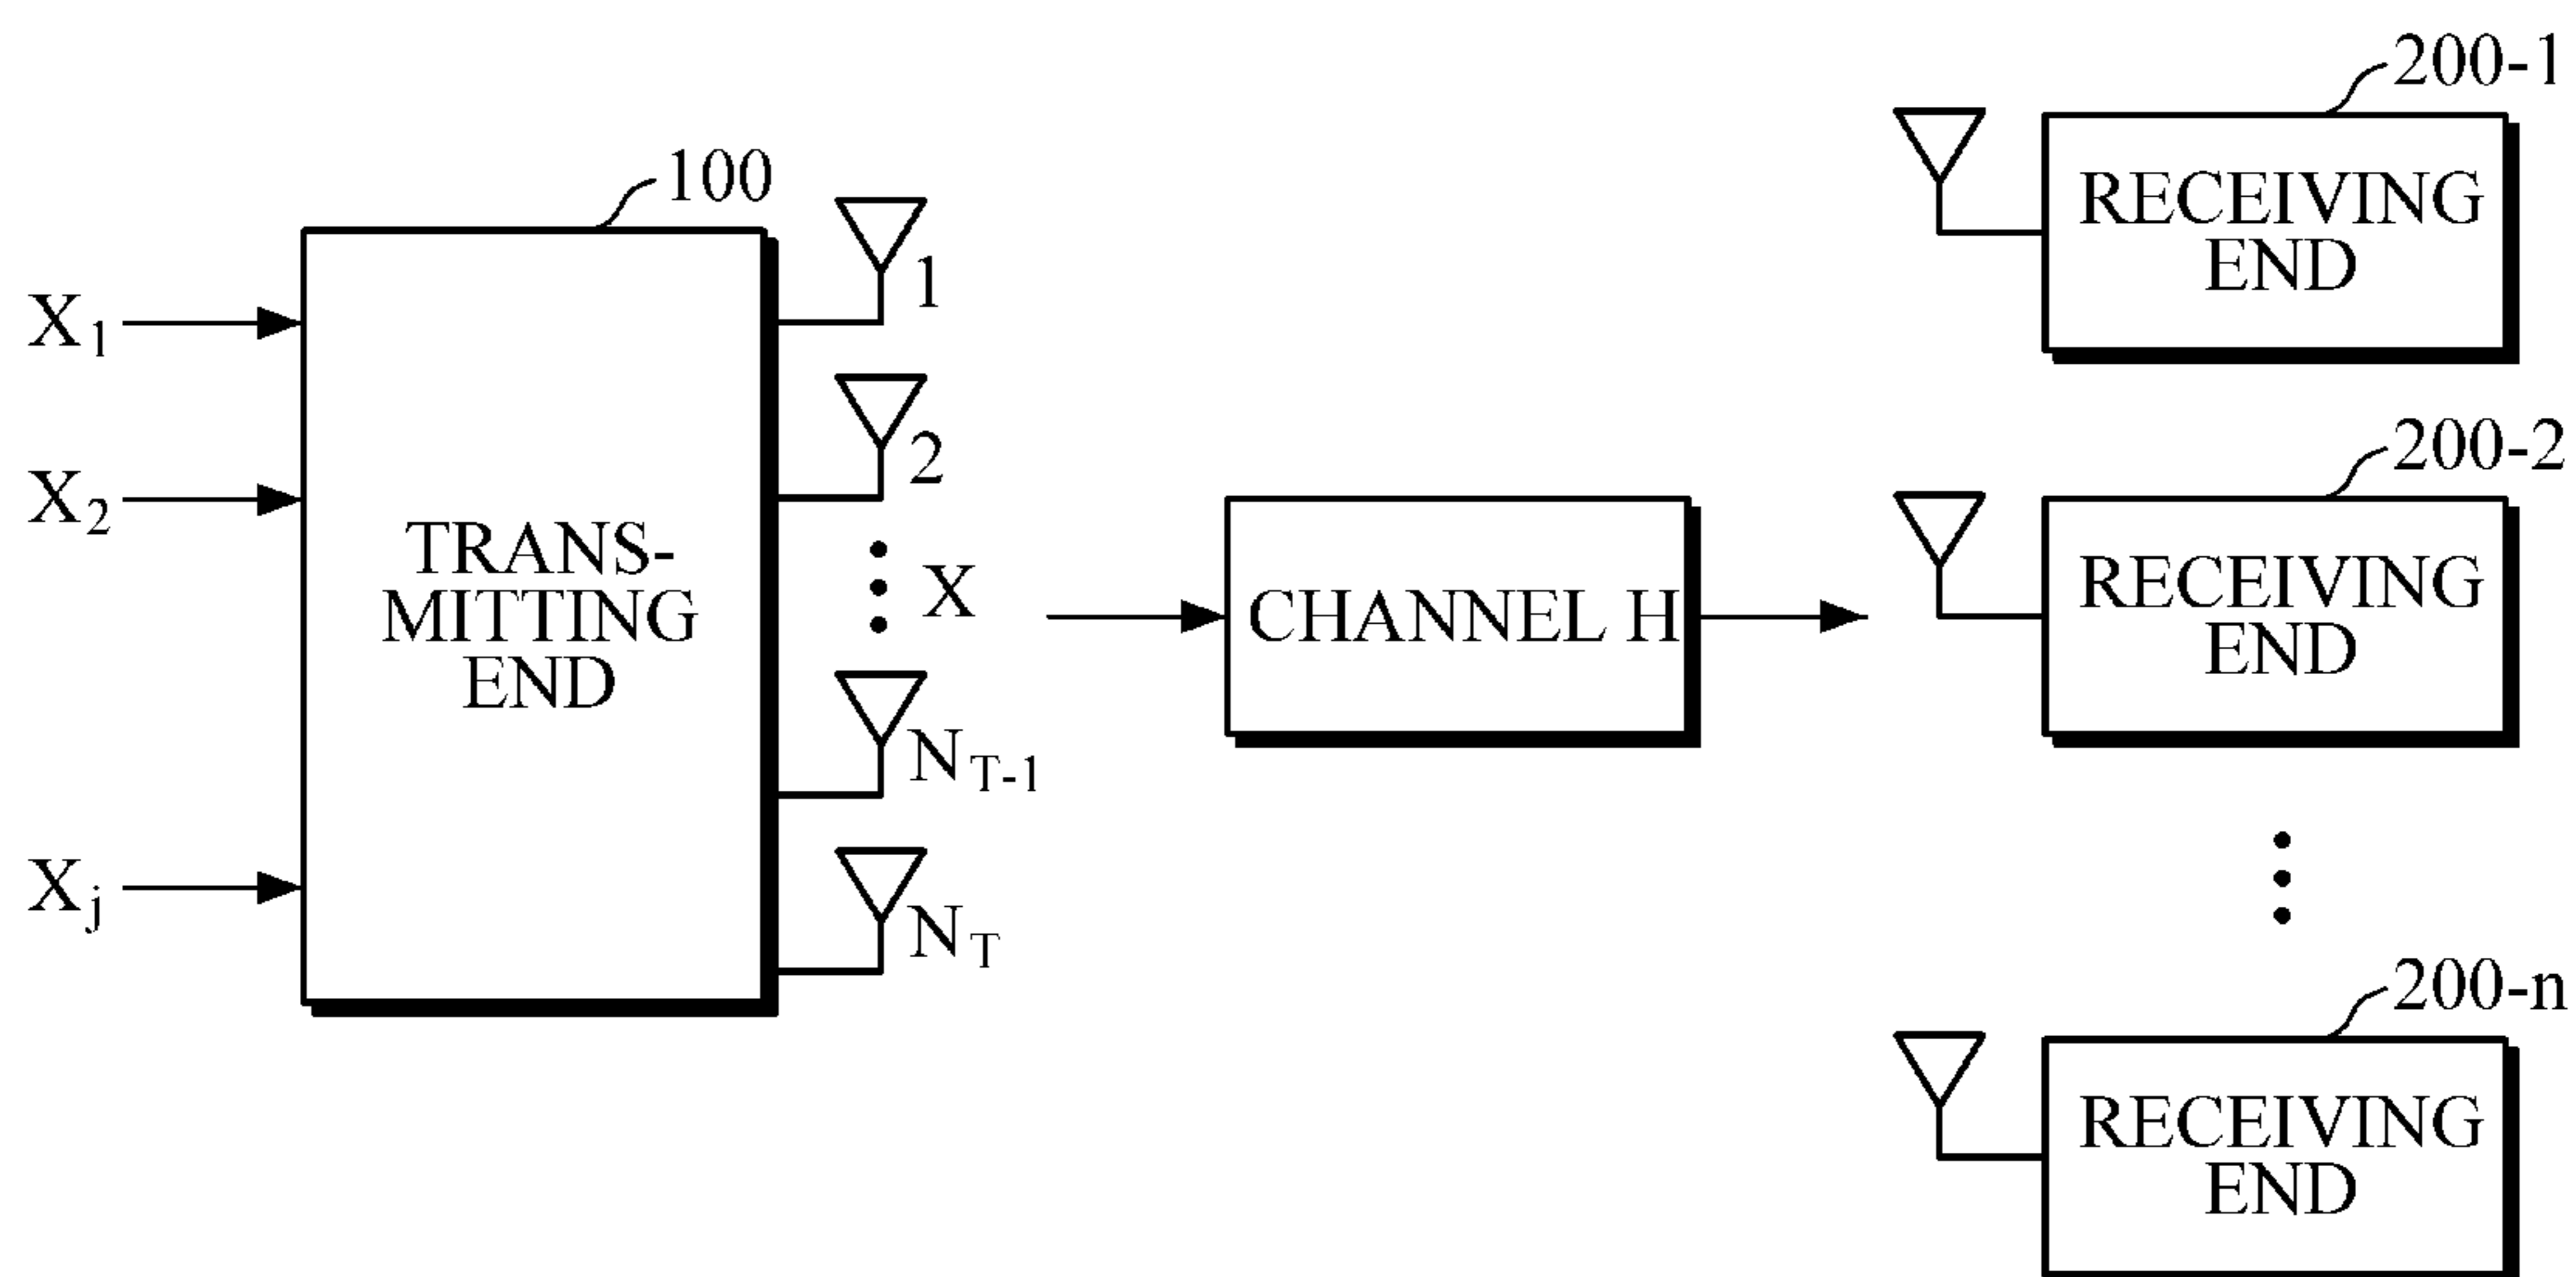 100
X1
X2
Xj
TRANS-
MITTING
END
1
2
X
NT-1
NT
CHANNEL H
200-1
RECEIVING
END
200-2
RECEIVING
END
200-n
RECEIVING
END